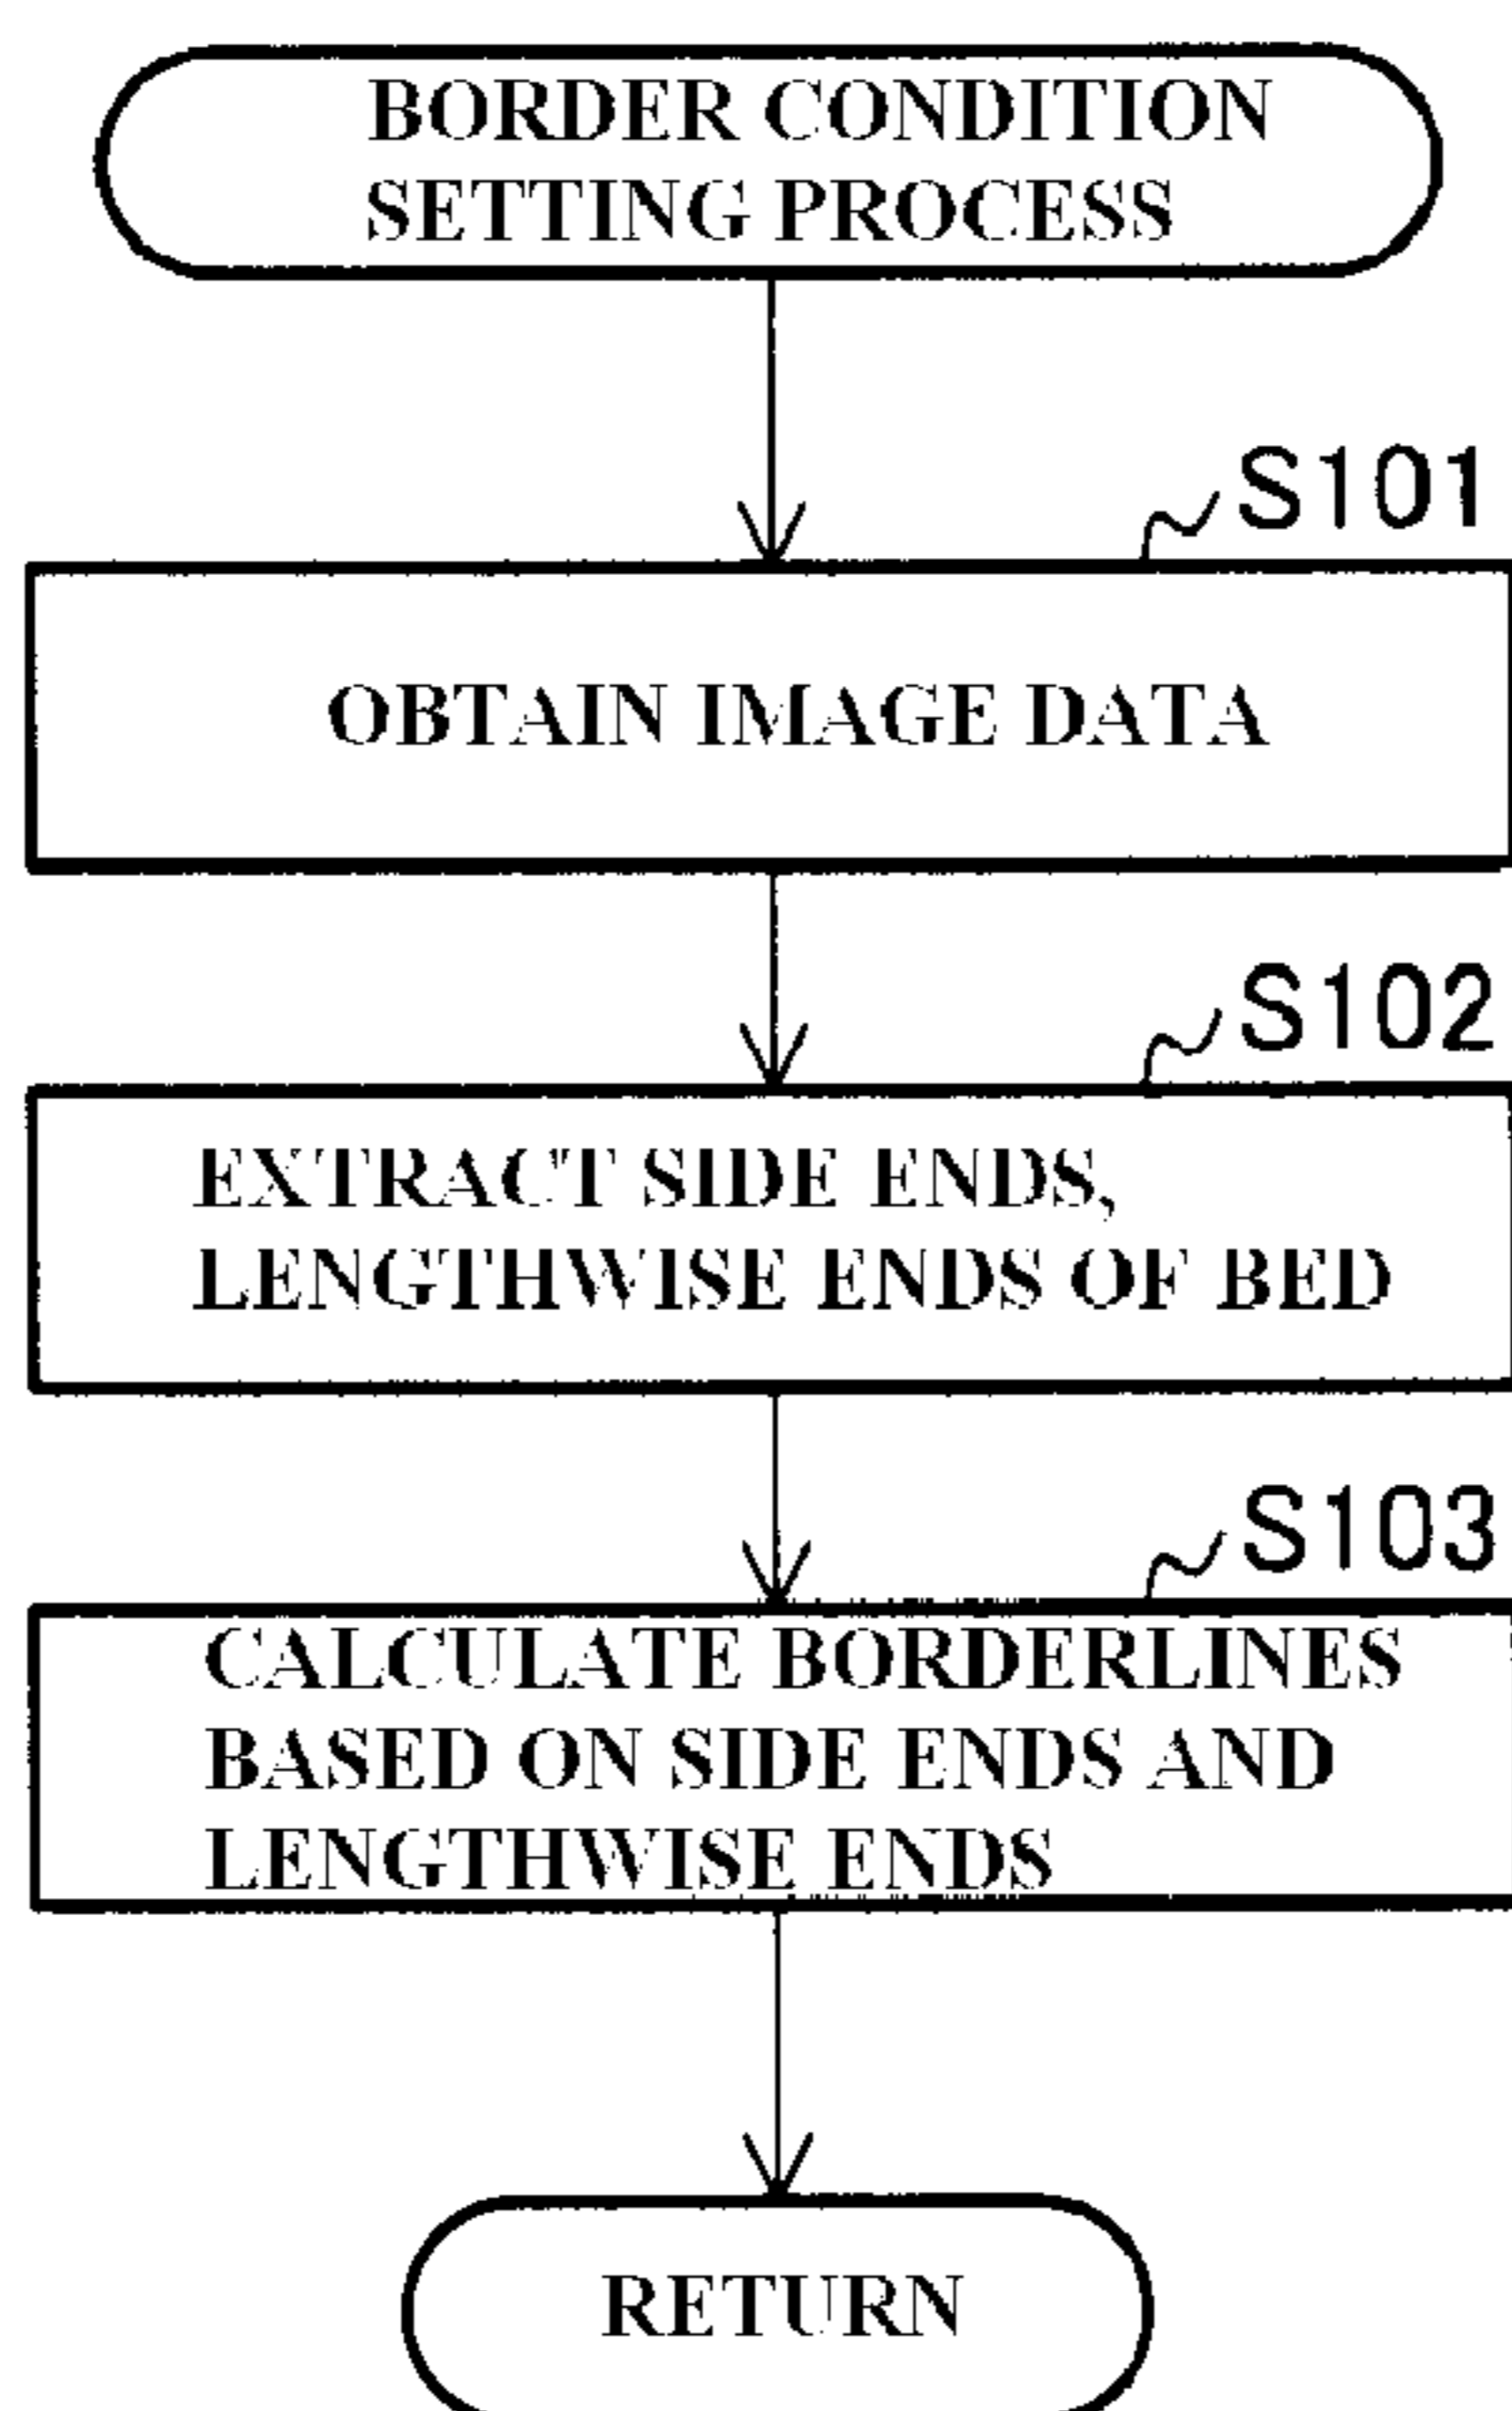 BORDER CONDITION
SETTING PROCESS
S101
OBTAIN IMAGE DATA
S102
EXTRACT SIDE ENDS,
LENGTHWISE ENDS OF BED
S103
CALCULATE BORDERLINES
BASED ON SIDE ENDS AND
LENGTHWISE ENDS
RETURN